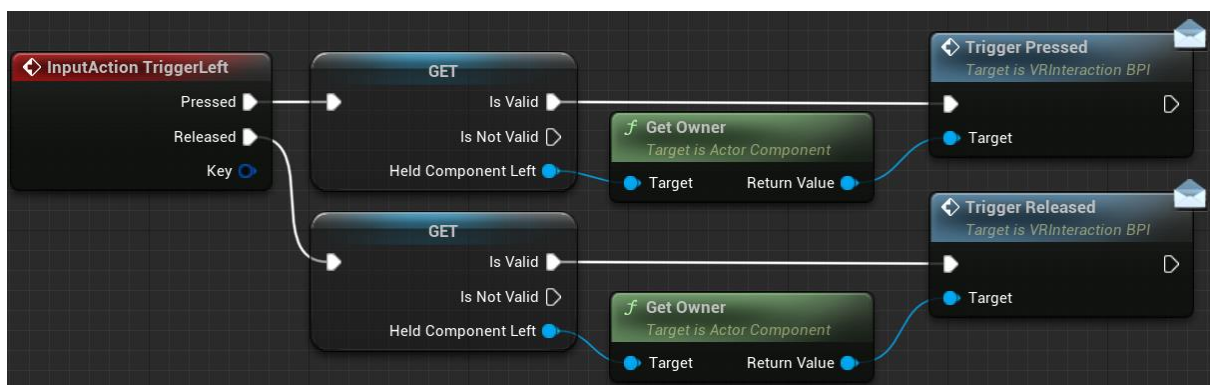 InputAction TriggerLeft
Pressed
Released
Key
GET
Is Valid
Is Not Valid
Held Component Left
f Get Owner
Target is Actor Component
Target Return Value
Trigger Pressed
Target is VRInteraction BPI
Target
GET
Is Valid
Is Not Valid
Held Component Left
f Get Owner
Target is Actor Component
Target Return Value
Trigger Released
Target is VRInteraction BPI
Target